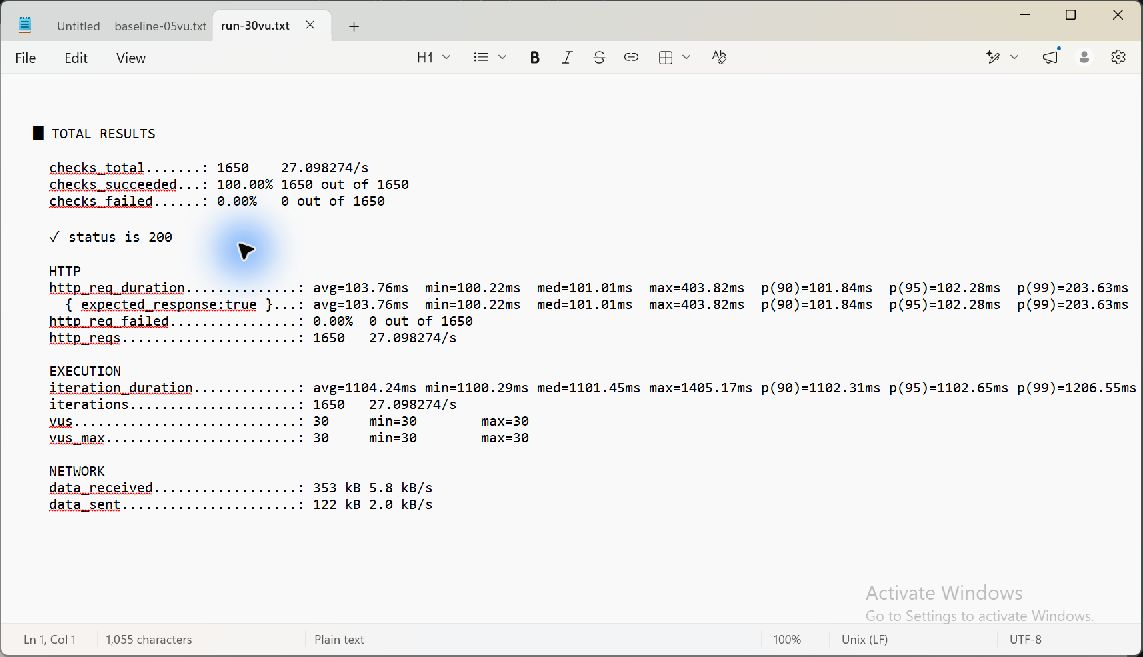 Untitled baseline-05vu.txt run-30vu.txt
File Edit View H1
TOTAL RESULTS
checks_total.......: 1650 27.098274/s
checks_succeeded...: 100.00% 1650 out of 1650
checks_failed......: 0.00% 0 out of 1650
✓ status is 200
HTTP
http_req_duration..............: avg=103.76ms min=100.22ms med=101.01ms max=403.82ms p(90)=101.84ms p(95)=102.28ms p(99)=203.63ms
{ expected_response:true }...: avg=103.76ms min=100.22ms med=101.01ms max=403.82ms p(90)=101.84ms p(95)=102.28ms p(99)=203.63ms
http_req_failed................: 0.00% 0 out of 1650
http_reqs......................: 1650 27.098274/s
EXECUTION
iteration_duration.............: avg=1104.24ms min=1100.29ms med=1101.45ms max=1405.17ms p(90)=1102.31ms p(95)=1102.65ms p(99)=1206.55ms
iterations.....................: 1650 27.098274/s
vus............................: 30 min=30 max=30
vus_max........................: 30 min=30 max=30
NETWORK
data_received..................: 353 kB 5.8 kB/s
data_sent......................: 122 kB 2.0 kB/s
Activate Windows
Go to Settings to activate Windows.
Ln 1, Col 1 1,055 characters Plain text 100% Unix (LF) UTF-8